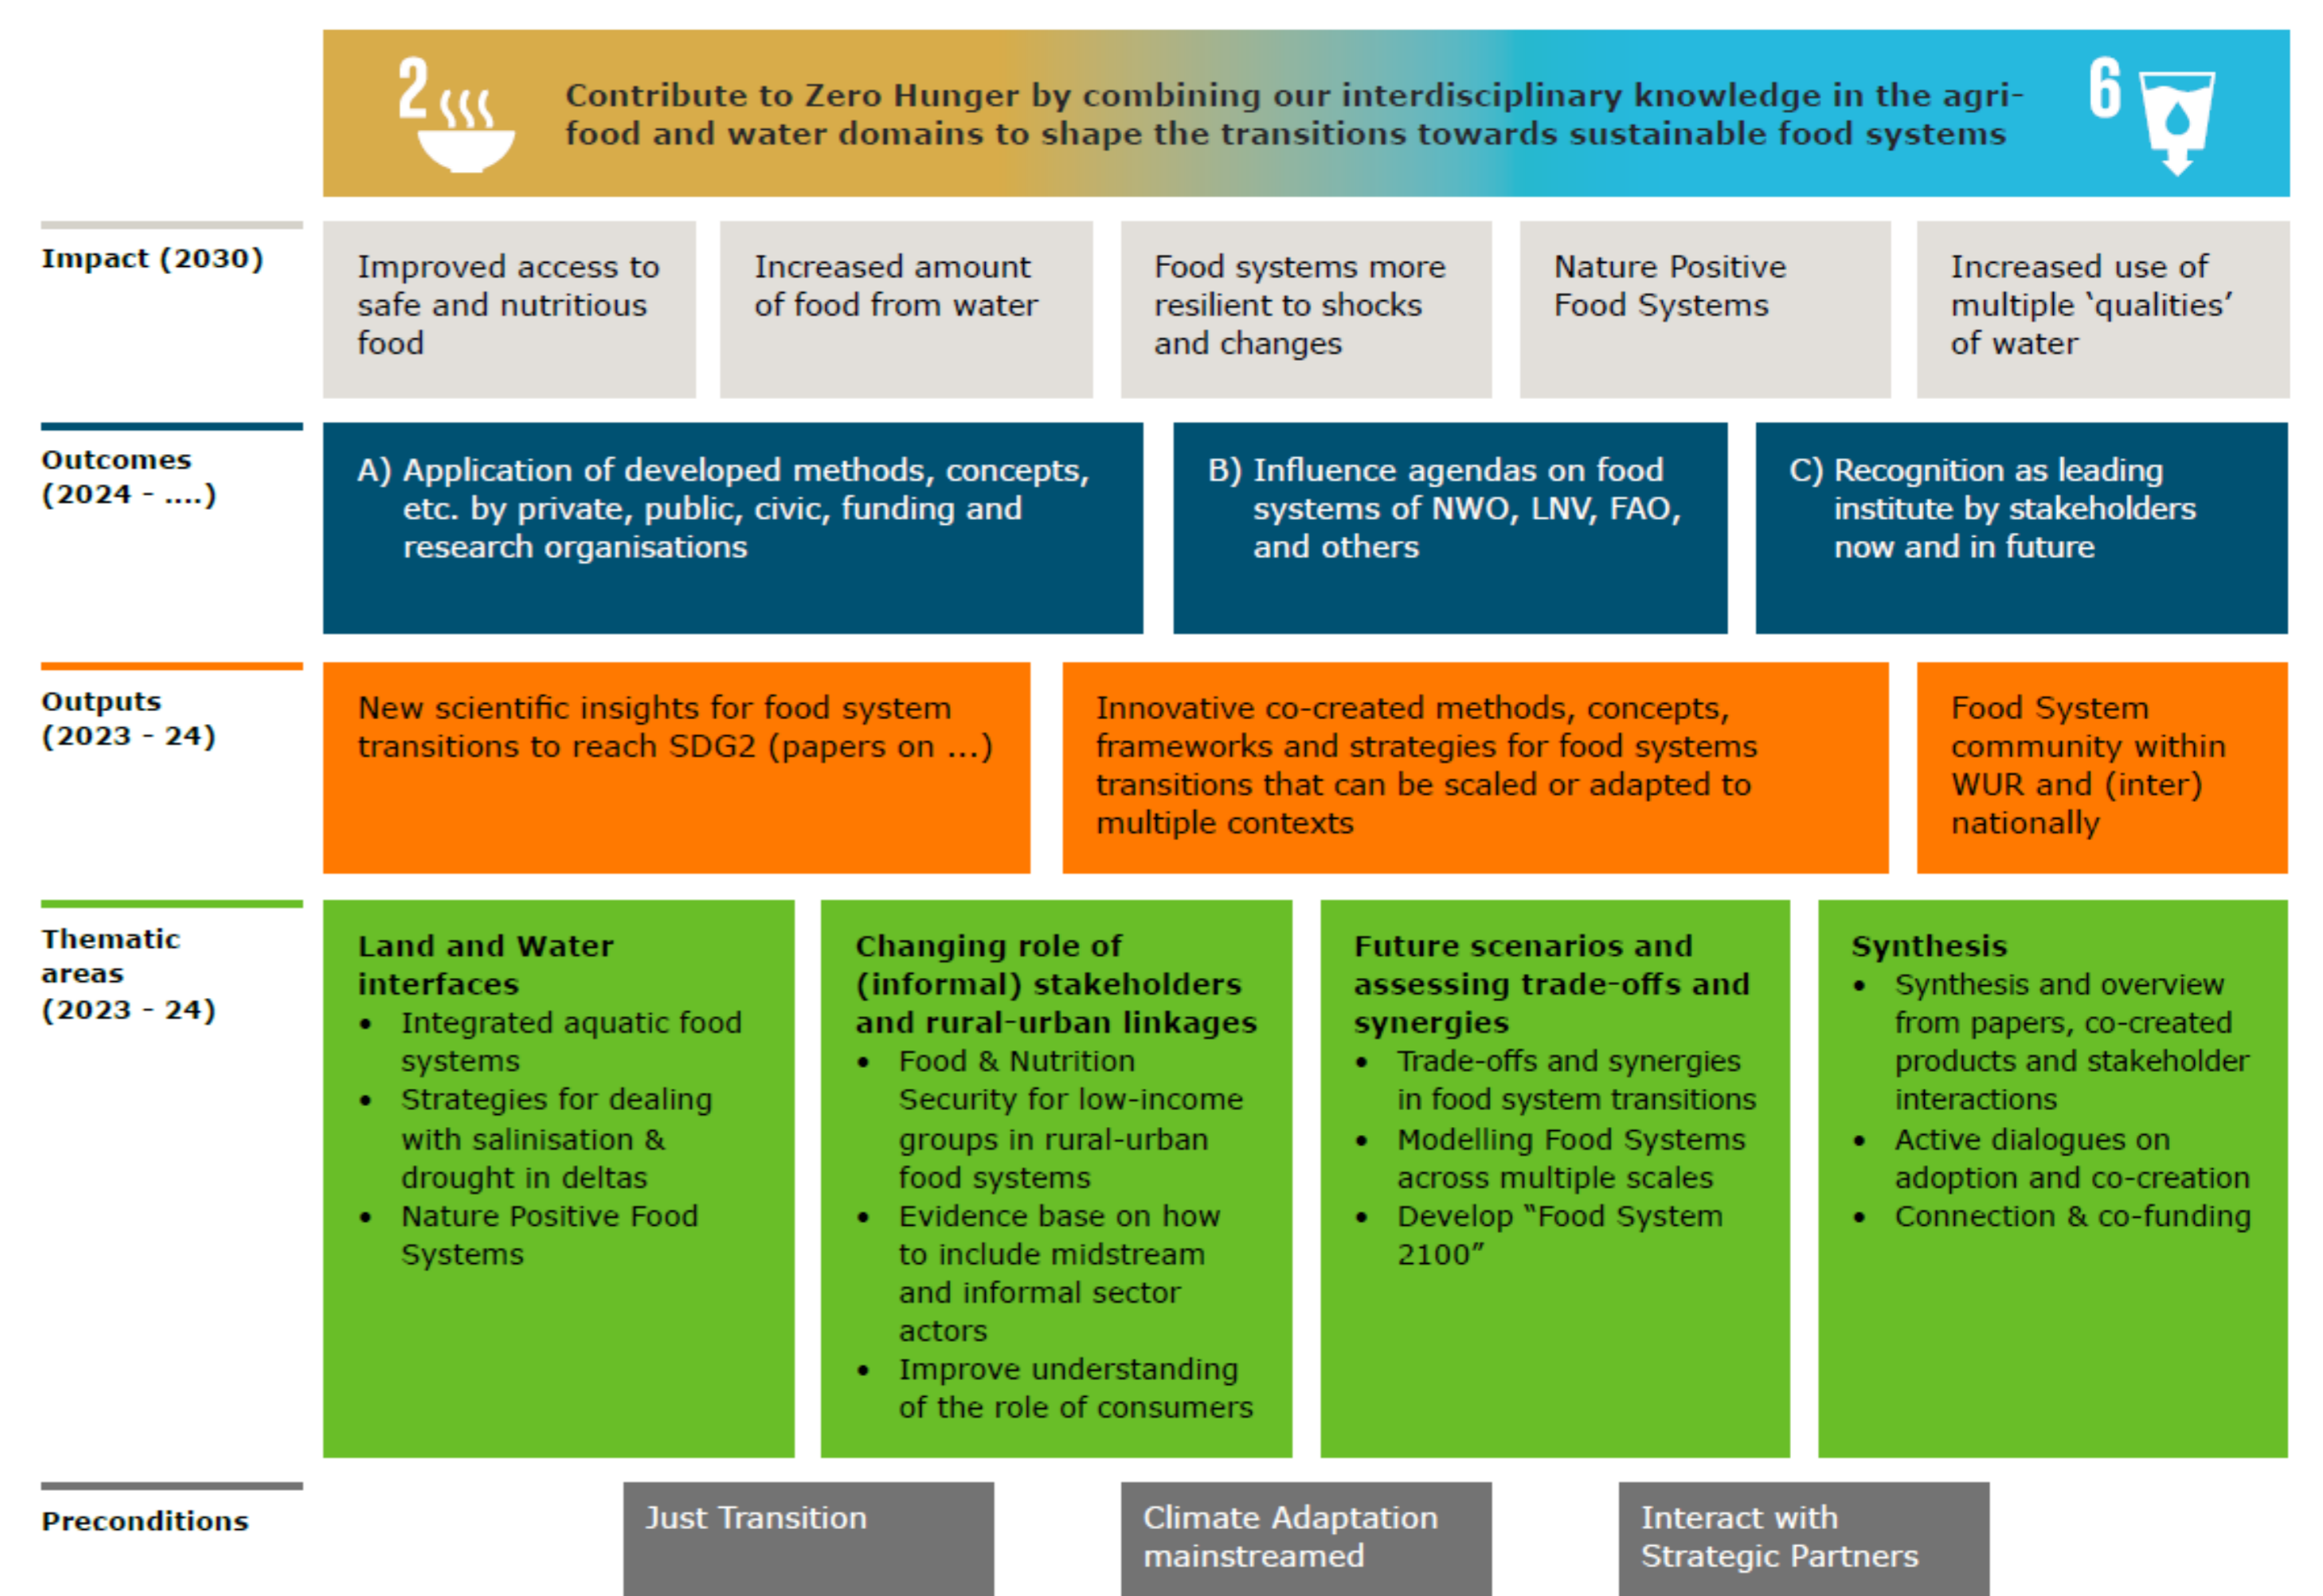 2
Contribute to Zero Hunger by combining our interdisciplinary knowledge in the agri-
food and water domains to shape the transitions towards sustainable food systems
6
Impact (2030)
Improved access to
safe and nutritious
food
Increased amount
of food from water
Food systems more
resilient to shocks
and changes
Nature Positive
Food Systems
Increased use of
multiple ‘qualities’
of water
Outcomes
(2024 - ....)
A) Application of developed methods, concepts,
etc. by private, public, civic, funding and
research organisations
B) Influence agendas on food
systems of NWO, LNV, FAO,
and others
C) Recognition as leading
institute by stakeholders
now and in future
Outputs
(2023 - 24)
New scientific insights for food system
transitions to reach SDG2 (papers on ...)
Innovative co-created methods, concepts,
frameworks and strategies for food systems
transitions that can be scaled or adapted to
multiple contexts
Food System
community within
WUR and (inter)
nationally
Thematic
areas
(2023 - 24)
Land and Water
interfaces
• Integrated aquatic food
systems
• Strategies for dealing
with salinisation &
drought in deltas
• Nature Positive Food
Systems
Changing role of
(informal) stakeholders
and rural-urban linkages
• Food & Nutrition
Security for low-income
groups in rural-urban
food systems
• Evidence base on how
to include midstream
and informal sector
actors
• Improve understanding
of the role of consumers
Future scenarios and
assessing trade-offs and
synergies
• Trade-offs and synergies
in food system transitions
• Modelling Food Systems
across multiple scales
• Develop “Food System
2100”
Synthesis
• Synthesis and overview
from papers, co-created
products and stakeholder
interactions
• Active dialogues on
adoption and co-creation
• Connection & co-funding
Preconditions
Just Transition
Climate Adaptation
mainstreamed
Interact with
Strategic Partners